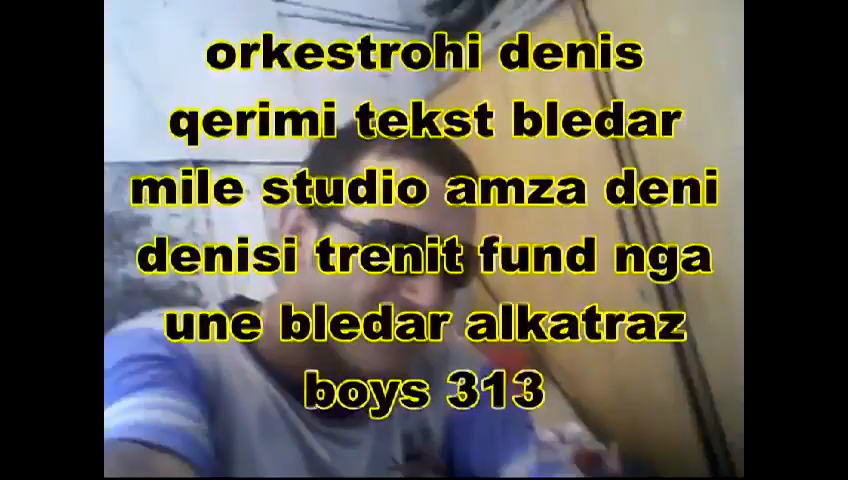 orkestrohi denis
qerimi tekst bledar
mile studio amza deni
denisi trenit fund nga
une bledar alkatraz
boys 313